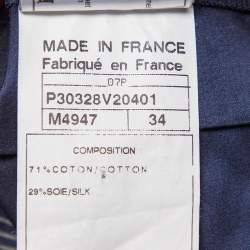 MADE IN FRANCE
Fabriqué en France
07P
P30328V20401
M4947 34
COMPOSITION
71%COTON/COTTON
29%SOIE/SILK